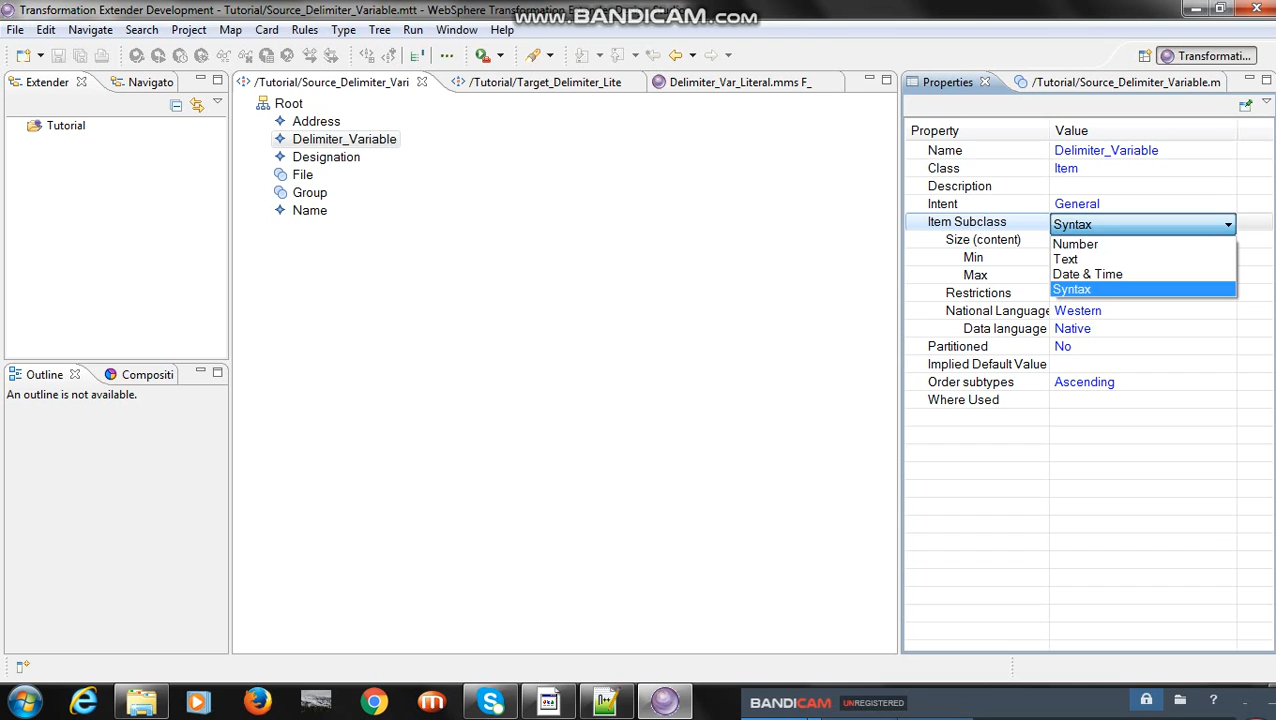 Transformation Extender Development - Tutorial/Source_Delimiter_Variable.mtt - WebSphere Transformation Extender
www.BANDICAM.com
File Edit Navigate Search Project Map Card Rules Type Tree Run Window Help
Transformati...
Extender Navigato
Tutorial
/Tutorial/Source_Delimiter_Vari /Tutorial/Target_Delimiter_Lite Delimiter_Var_Literal.mms F_
Root
Address
Delimiter_Variable
Designation
File
Group
Name
Properties /Tutorial/Source_Delimiter_Variable.m
Property Value
Name Delimiter_Variable
Class Item
Description
Intent General
Item Subclass Syntax
Number
Text
Date & Time
Syntax
Size (content)
Min
Max
Restrictions
National Language Western
Data language Native
Partitioned No
Implied Default Value
Order subtypes Ascending
Where Used
Outline Compositi
An outline is not available.
BANDICAM UNREGISTERED